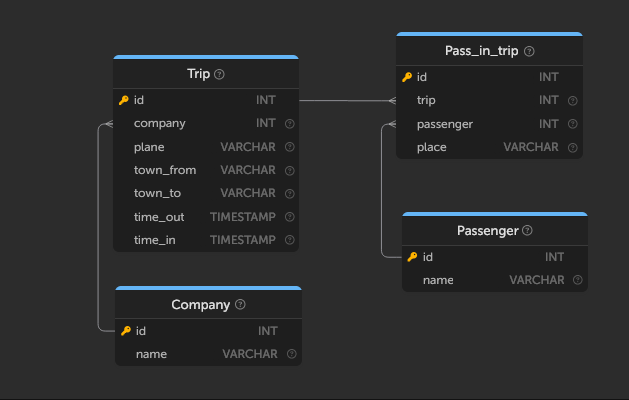 Trip ?
id INT
company INT ?
plane VARCHAR ?
town_from VARCHAR ?
town_to VARCHAR ?
time_out TIMESTAMP ?
time_in TIMESTAMP ?
Company ?
id INT
name VARCHAR ?
Pass_in_trip ?
id INT
trip INT ?
passenger INT ?
place VARCHAR ?
Passenger ?
id INT
name VARCHAR ?